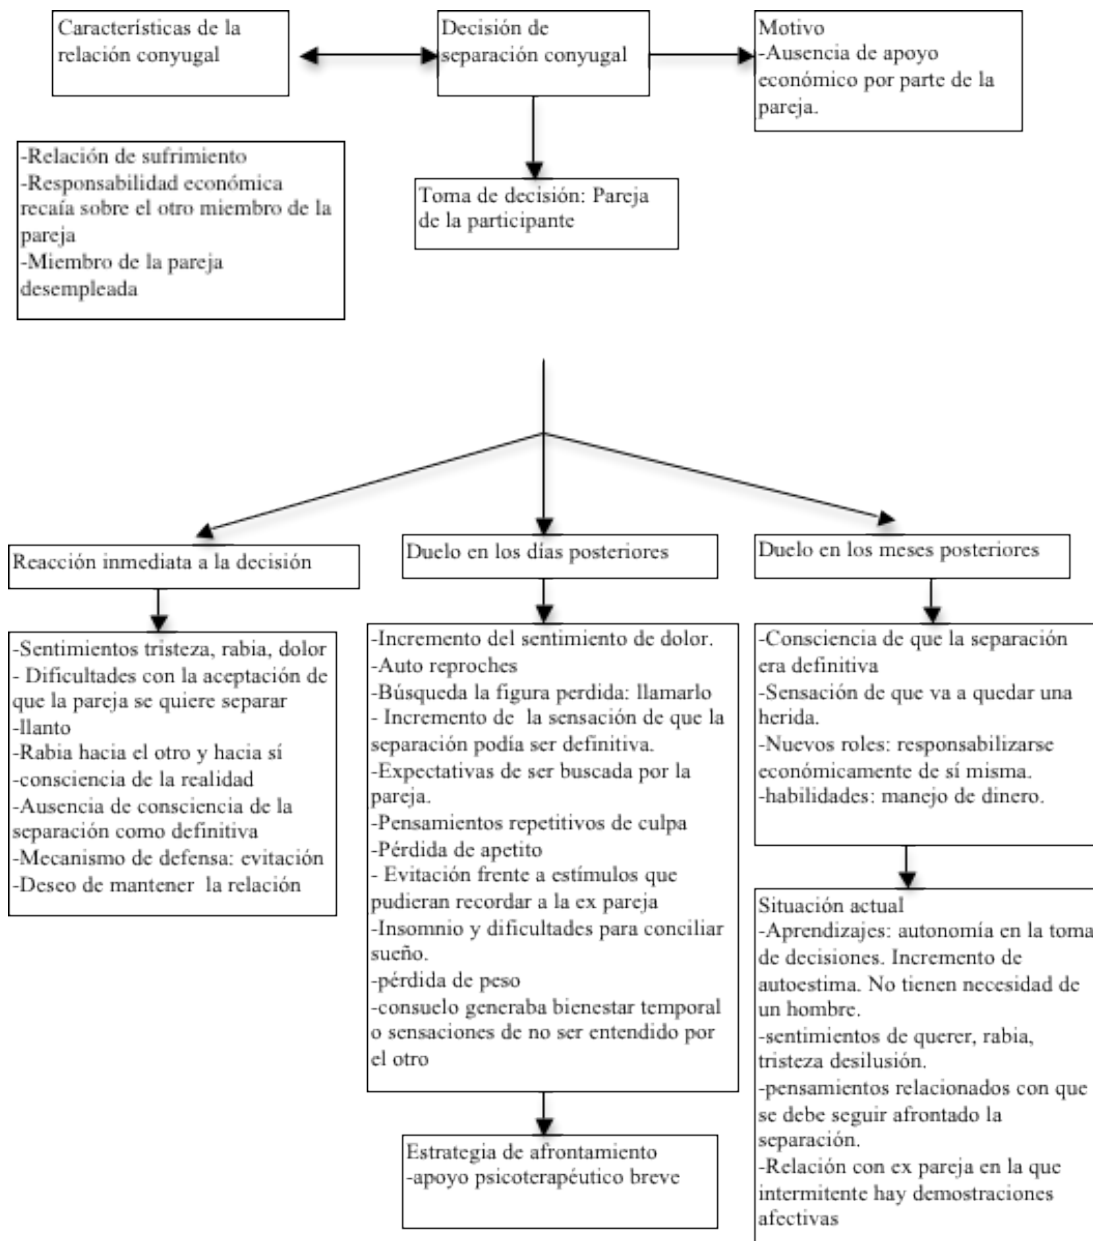 Características de la
relación conyugal
Decisión de
separación conyugal
Motivo
-Ausencia de apoyo
económico por parte de la
pareja.
-Relación de sufrimiento
-Responsabilidad económica
recaía sobre el otro miembro de la
pareja
-Miembro de la pareja
desempleada
Toma de decisión: Pareja
de la participante
Reacción inmediata a la decisión
-Sentimientos tristeza, rabia, dolor
- Dificultades con la aceptación de
que la pareja se quiere separar
-llanto
-Rabia hacia el otro y hacia sí
-consciencia de la realidad
-Ausencia de consciencia de la
separación como definitiva
-Mecanismo de defensa: evitación
-Deseo de mantener la relación
Duelo en los días posteriores
-Incremento del sentimiento de dolor.
-Auto reproches
-Búsqueda la figura perdida: llamarlo
- Incremento de la sensación de que la
separación podía ser definitiva.
-Expectativas de ser buscada por la
pareja.
-Pensamientos repetitivos de culpa
-Pérdida de apetito
- Evitación frente a estímulos que
pudieran recordar a la ex pareja
-Insomnio y dificultades para conciliar
sueño.
-pérdida de peso
-consuelo generaba bienestar temporal
o sensaciones de no ser entendido por
el otro
Estrategia de afrontamiento
-apoyo psicoterapéutico breve
Duelo en los meses posteriores
-Consciencia de que la separación
era definitiva
-Sensación de que va a quedar una
herida.
-Nuevos roles: responsabilizarse
económicamente de sí misma.
-habilidades: manejo de dinero.
Situación actual
-Aprendizajes: autonomía en la toma
de decisiones. Incremento de
autoestima. No tienen necesidad de
un hombre.
-sentimientos de querer, rabia,
tristeza desilusión.
-pensamientos relacionados con que
se debe seguir afrontado la
separación.
-Relación con ex pareja en la que
intermitente hay demostraciones
afectivas